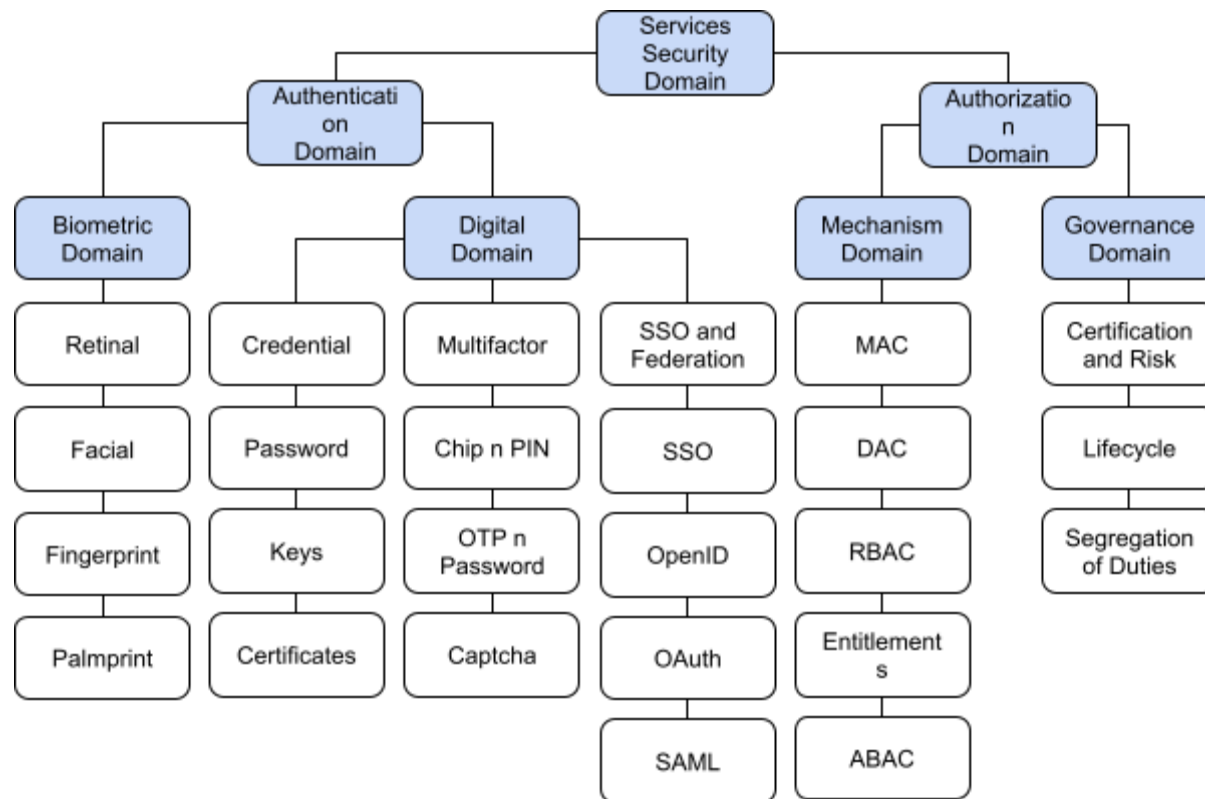 Services
Security
Domain
Authenticati
on
Domain
Authorizatio
n
Domain
Biometric
Domain
Digital
Domain
Mechanism
Domain
Governance
Domain
Retinal
Credential
Multifactor
SSO and
Federation
MAC
Certification
and Risk
Facial
Password
Chip n PIN
SSO
DAC
Lifecycle
Fingerprint
Keys
OTP n
Password
OpenID
RBAC
Segregation
of Duties
Palmprint
Certificates
Captcha
OAuth
Entitlement
s
SAML
ABAC